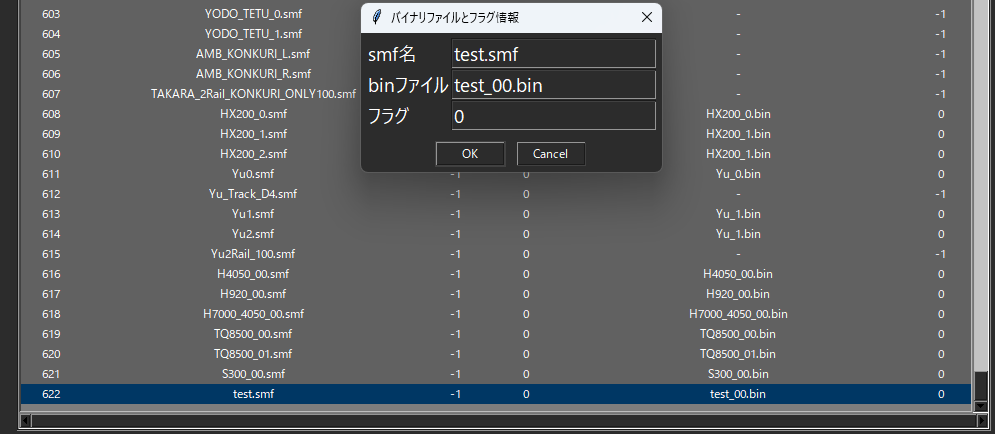 603 YODO_TETU_0.smf - -1
バイナリファイルとフラグ情報
604 YODO_TETU_1.smf - -1
smf名 test.smf
605 AMB_KONKURI_L.smf - -1
606 AMB_KONKURI_R.smf - -1
binファイル test_00.bin
607 TAKARA_2Rail_KONKURI_ONLY100.smf - -1
フラグ 0
608 HX200_0.smf HX200_0.bin 0
609 HX200_1.smf HX200_1.bin 0
610 HX200_2.smf HX200_1.bin 0
OK Cancel
611 Yu0.smf -1 0 Yu_0.bin 0
612 Yu_Track_D4.smf -1 0 - -1
613 Yu1.smf -1 0 Yu_1.bin 0
614 Yu2.smf -1 0 Yu_1.bin 0
615 Yu2Rail_100.smf -1 0 - -1
616 H4050_00.smf -1 0 H4050_00.bin 0
617 H920_00.smf -1 0 H920_00.bin 0
618 H7000_4050_00.smf -1 0 H7000_4050_00.bin 0
619 TQ8500_00.smf -1 0 TQ8500_00.bin 0
620 TQ8500_01.smf -1 0 TQ8500_01.bin 0
621 S300_00.smf -1 0 S300_00.bin 0
622 test.smf -1 0 test_00.bin 0